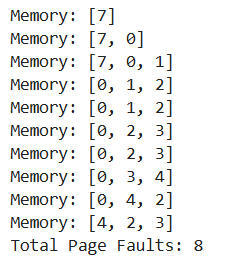 Memory: [7]
Memory: [7, 0]
Memory: [7, 0, 1]
Memory: [0, 1, 2]
Memory: [0, 1, 2]
Memory: [0, 2, 3]
Memory: [0, 2, 3]
Memory: [0, 3, 4]
Memory: [0, 4, 2]
Memory: [4, 2, 3]
Total Page Faults: 8